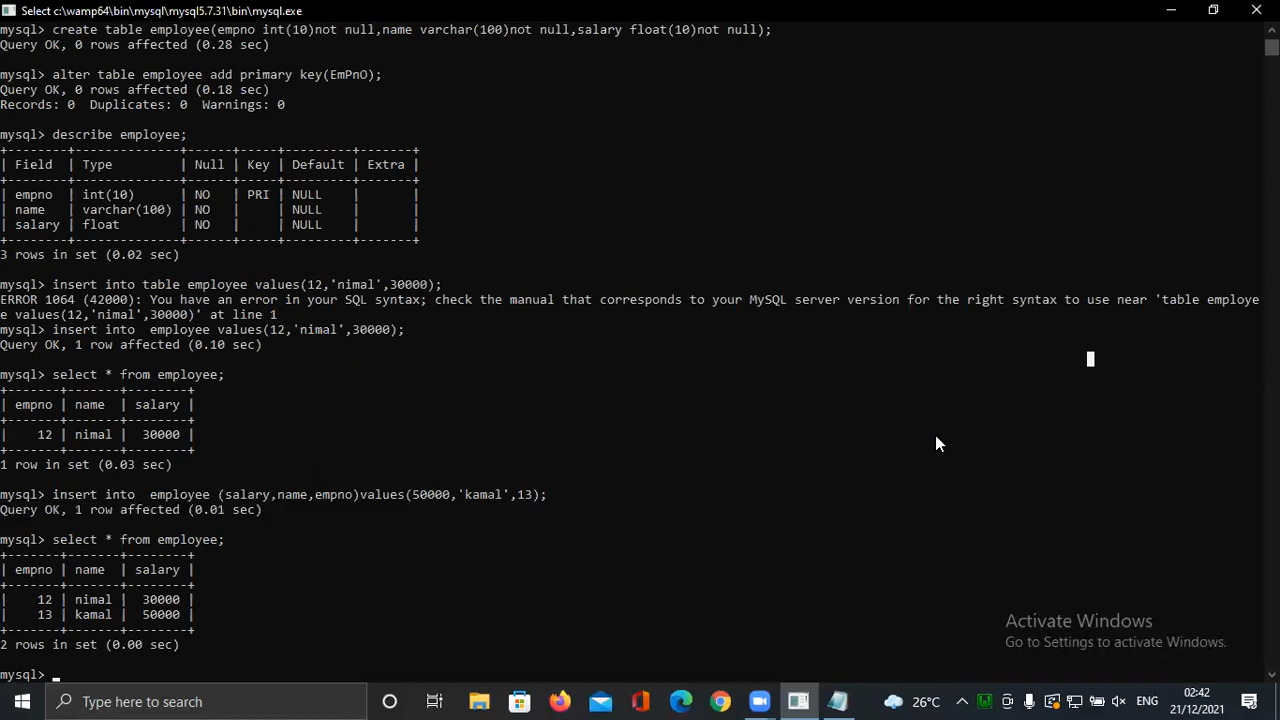 Select c:\wamp64\bin\mysql\mysql5.7.31\bin\mysql.exe
mysql> create table employee(empno int(10)not null,name varchar(100)not null,salary float(10)not null);
Query OK, 0 rows affected (0.28 sec)
mysql> alter table employee add primary key(EmPnO);
Query OK, 0 rows affected (0.18 sec)
Records: 0  Duplicates: 0  Warnings: 0
mysql> describe employee;
+--------+--------------+------+-----+---------+-------+
| Field  | Type         | Null | Key | Default | Extra |
+--------+--------------+------+-----+---------+-------+
| empno  | int(10)      | NO   | PRI | NULL    |       |
| name   | varchar(100) | NO   |     | NULL    |       |
| salary | float        | NO   |     | NULL    |       |
+--------+--------------+------+-----+---------+-------+
3 rows in set (0.02 sec)
mysql> insert into table employee values(12,'nimal',30000);
ERROR 1064 (42000): You have an error in your SQL syntax; check the manual that corresponds to your MySQL server version for the right syntax to use near 'table employe
e values(12,'nimal',30000)' at line 1
mysql> insert into  employee values(12,'nimal',30000);
Query OK, 1 row affected (0.10 sec)
mysql> select * from employee;
+-------+-------+--------+
| empno | name  | salary |
+-------+-------+--------+
|    12 | nimal |  30000 |
+-------+-------+--------+
1 row in set (0.03 sec)
mysql> insert into  employee (salary,name,empno)values(50000,'kamal',13);
Query OK, 1 row affected (0.01 sec)
mysql> select * from employee;
+-------+-------+--------+
| empno | name  | salary |
+-------+-------+--------+
|    12 | nimal |  30000 |
|    13 | kamal |  50000 |
+-------+-------+--------+
2 rows in set (0.00 sec)
mysql>
Activate Windows
Go to Settings to activate Windows.
Type here to search
26°C
ENG
02:42
21/12/2021